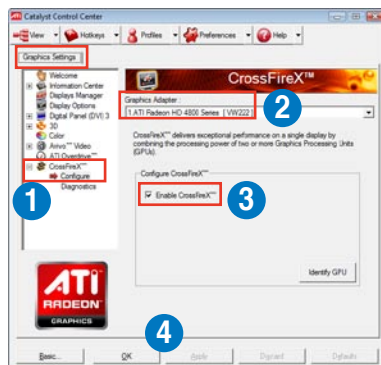 Catalyst Control Center
View Hotkeys Profiles Preferences Help
Graphics Settings
Welcome
Information Center
Displays Manager
Display Options
Digital Panel (DVI) 3
3D
Color
Avivo™ Video
ATI Overdrive™
CrossFireX™
Configure
Diagnostics
1
CrossFireX™
Graphics Adapter:
1.ATI Radeon HD 4800 Series [ VW222 ]
2
CrossFireX™ delivers exceptional performance on a single display by
combining the processing power of two or more Graphics Processing Units
(GPUs).
Configure CrossFireX™
Enable CrossFireX™
3
Identify GPU
ATI
RADEON
GRAPHICS
4
Basic... OK Apply Discard Defaults